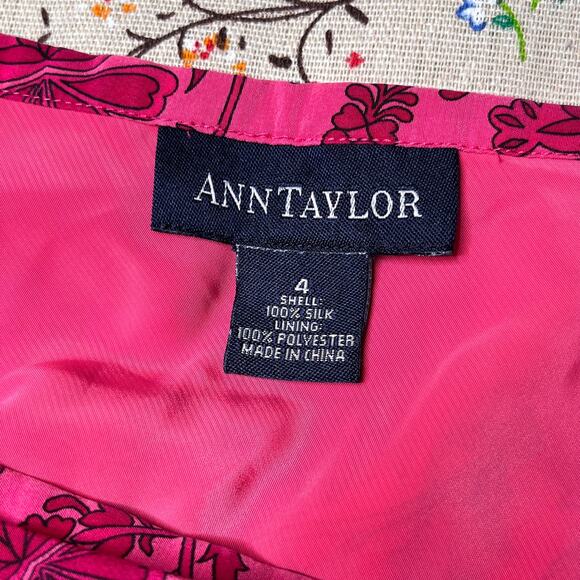 ANNTAYLOR
4
SHELL:
100% SILK
LINING:
100% POLYESTER
MADE IN CHINA